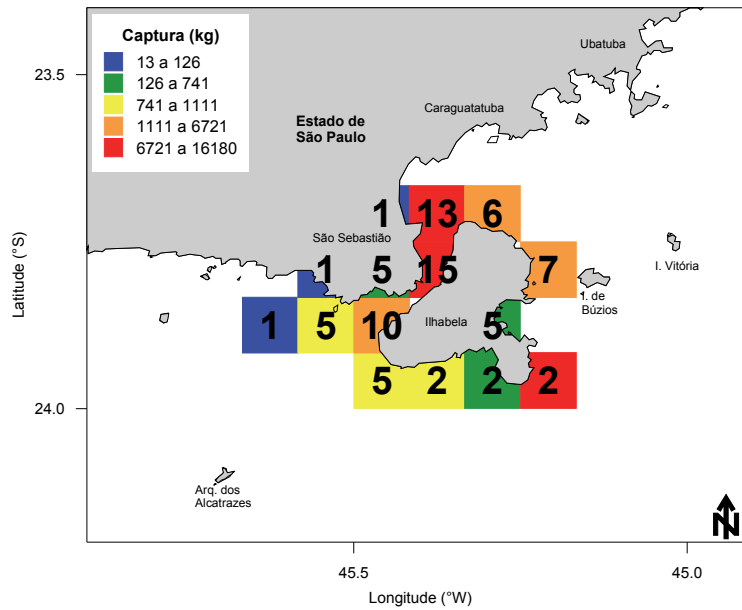 Captura (kg)
13 a 126
126 a 741
741 a 1111
1111 a 6721
6721 a 16180
Ubatuba
23.5
Caraguatatuba
Estado de
São Paulo
1 13 6
São Sebastião
1 5 15 7
I. Vitória
I. de
Búzios
Latitude (°S)
1 5 10 Ilhabela 5
5 2 2 2
24.0
Arq. dos
Alcatrazes
N
45.5 45.0
Longitude (°W)